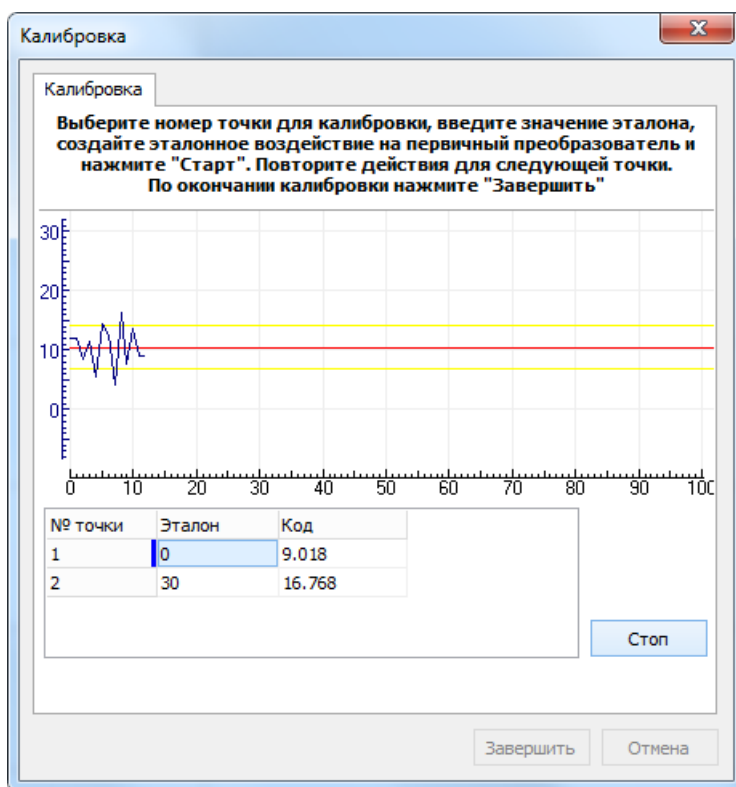 Калибровка
Калибровка
Выберите номер точки для калибровки, введите значение эталона,
создайте эталонное воздействие на первичный преобразователь и
нажмите "Старт". Повторите действия для следующей точки.
По окончании калибровки нажмите "Завершить"
30
20
10
0
0 10 20 30 40 50 60 70 80 90 100
№ точки Эталон Код
1 0 9.018
2 30 16.768
Стоп
Завершить Отмена